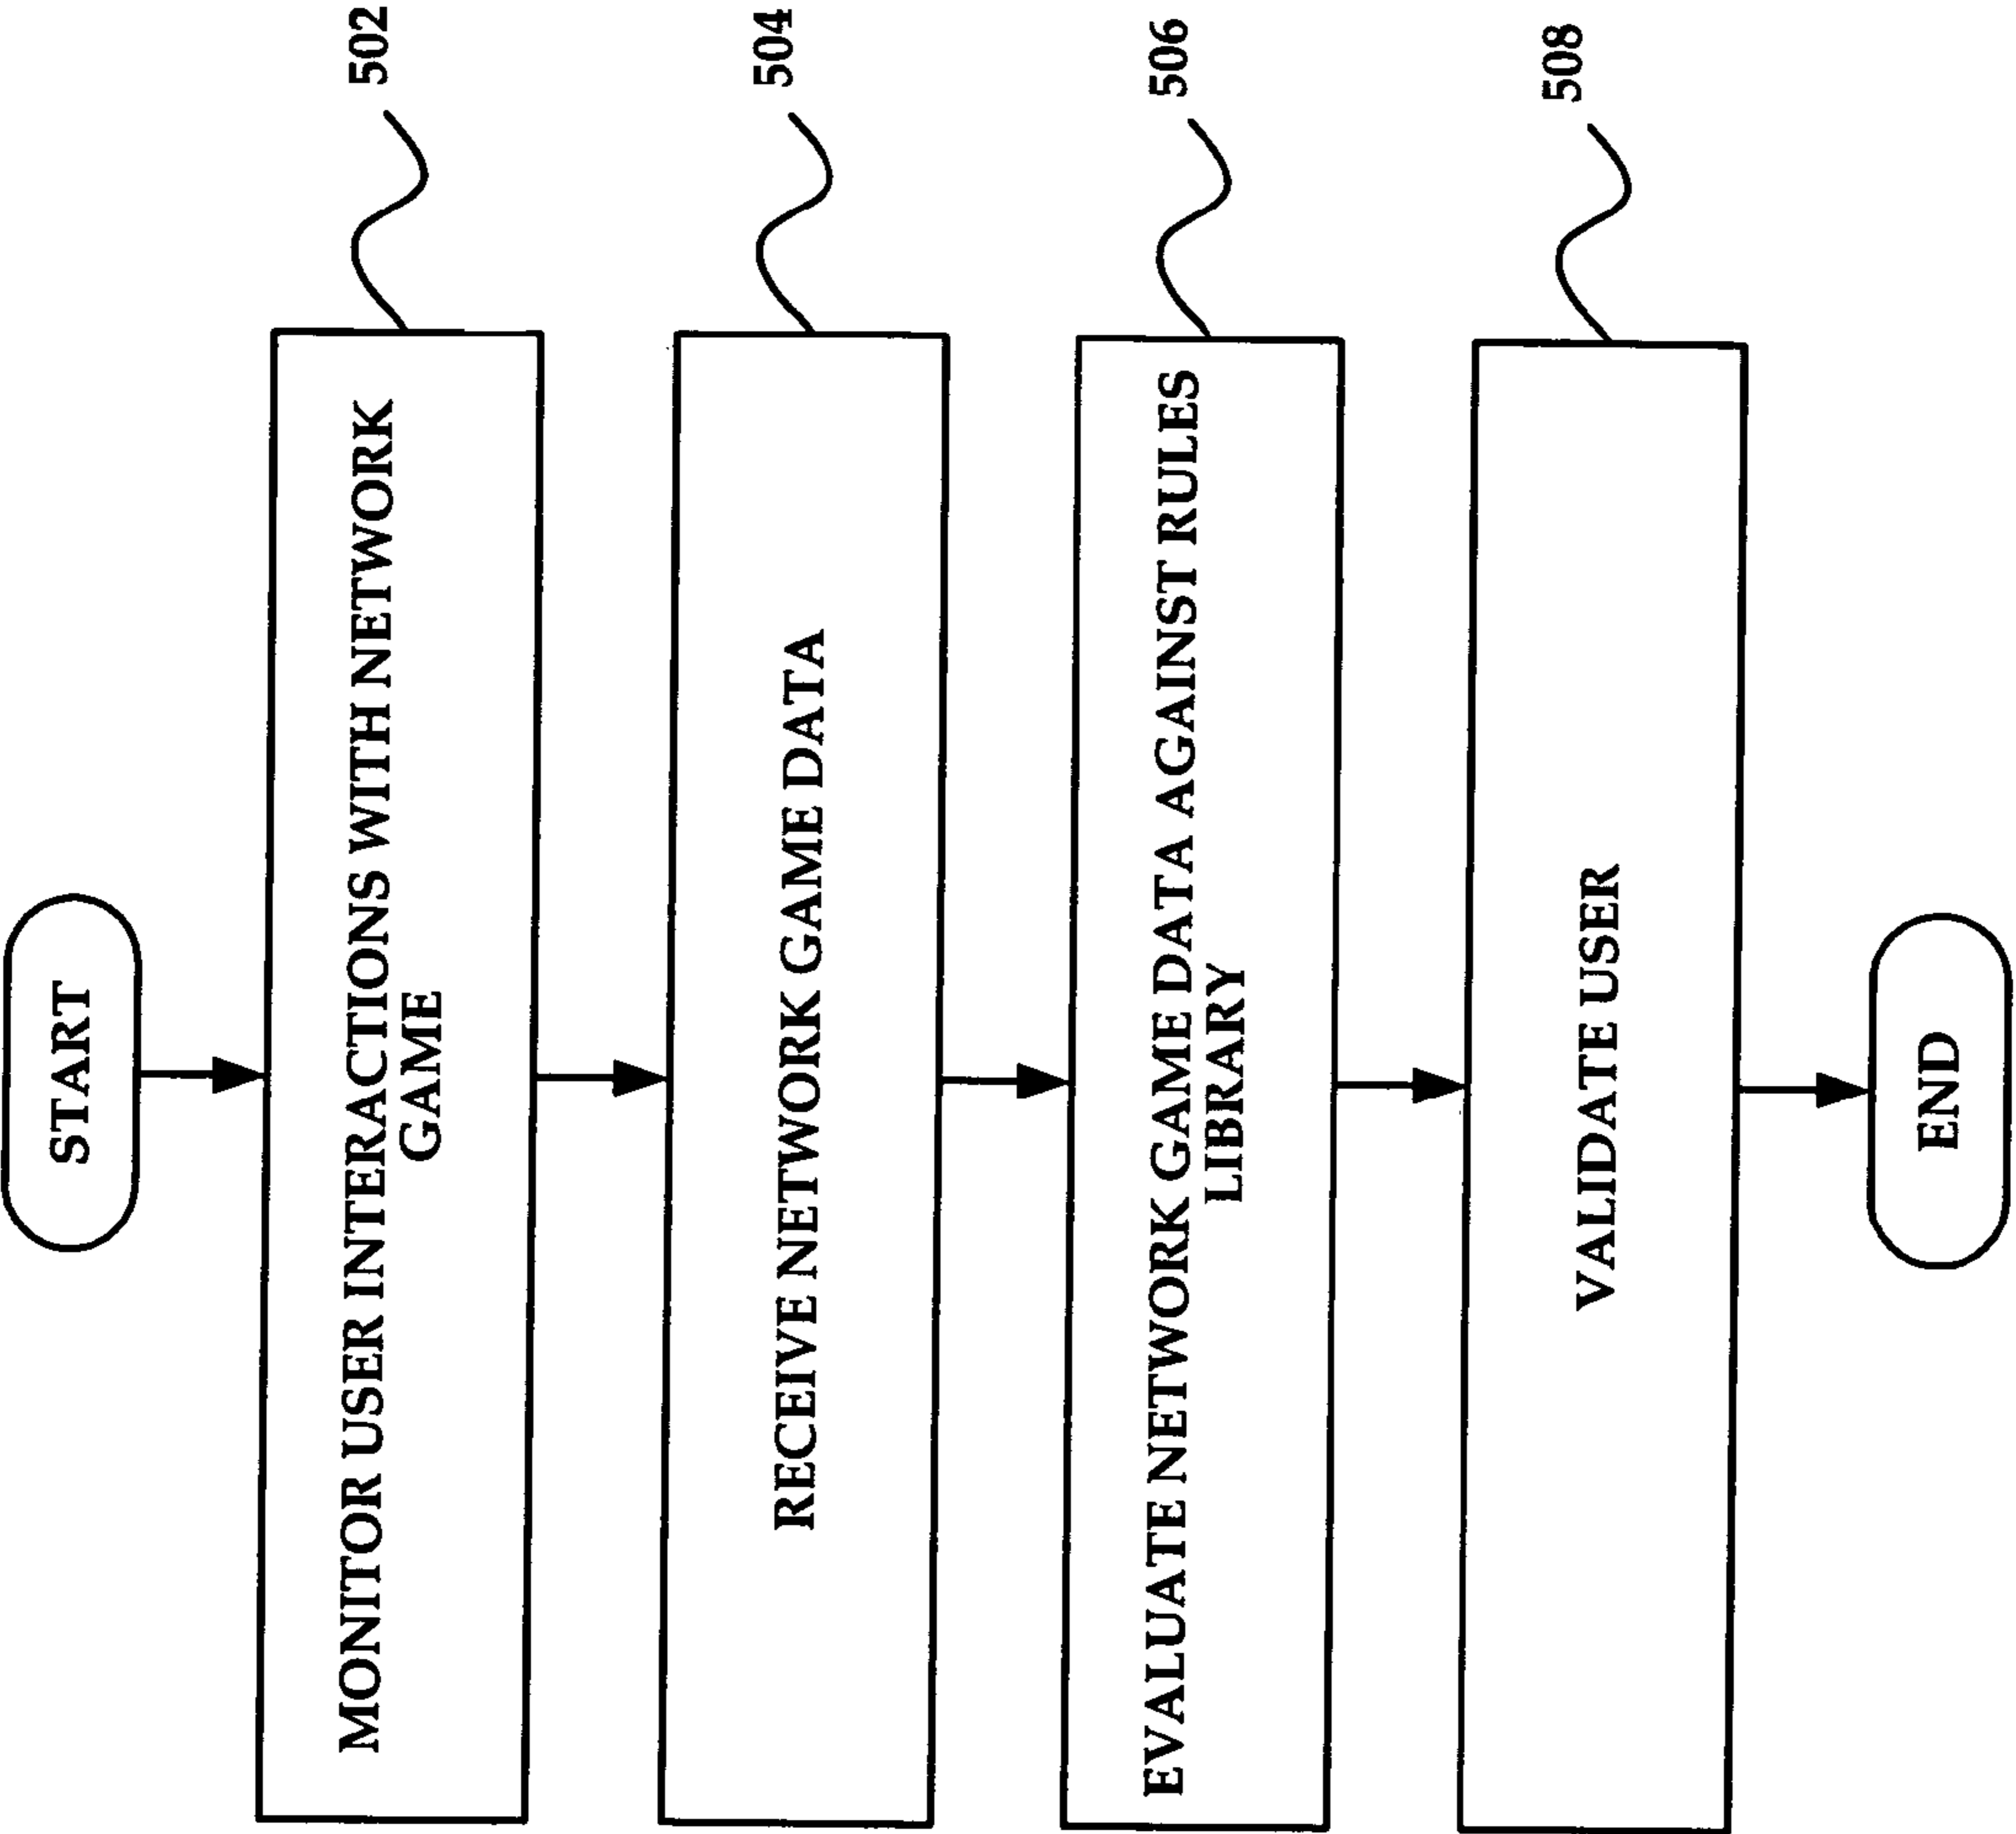 START
MONITOR USER INTERACTIONS WITH NETWORK
GAME
502
RECEIVE NETWORK GAME DATA
504
EVALUATE NETWORK GAME DATA AGAINST RULES
LIBRARY
506
VALIDATE USER
508
END